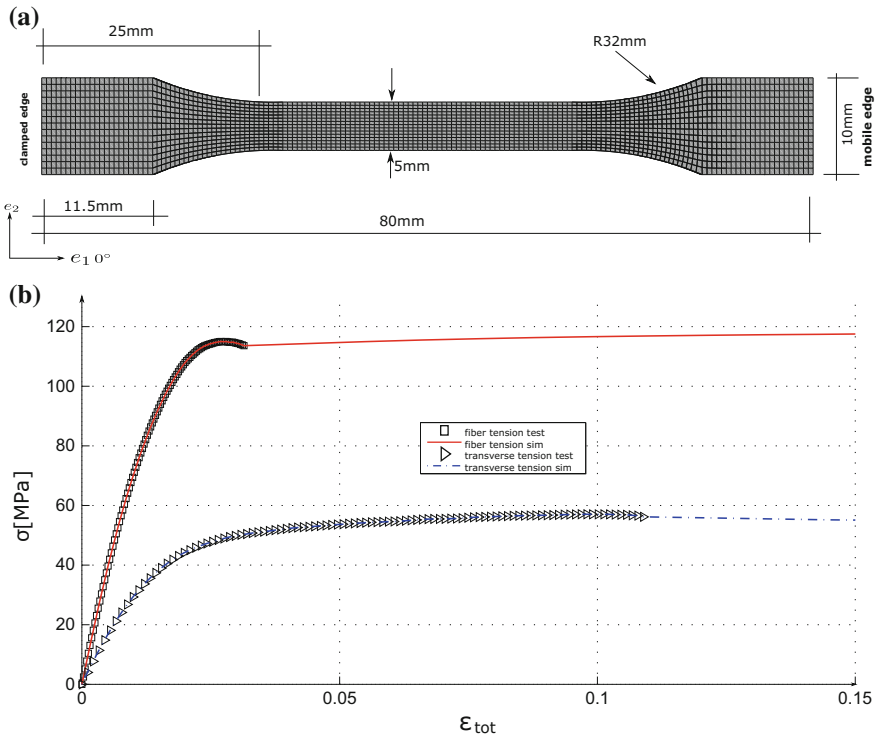 (a)
25mm
R32mm
clamped edge
5mm
10mm
mobile edge
11.5mm
80mm
e₂
e₁ 0°
(b)
120
100
80
60
40
20
0
σ[MPa]
fiber tension test
fiber tension sim
transverse tension test
transverse tension sim
0
0.05
0.1
0.15
εtot